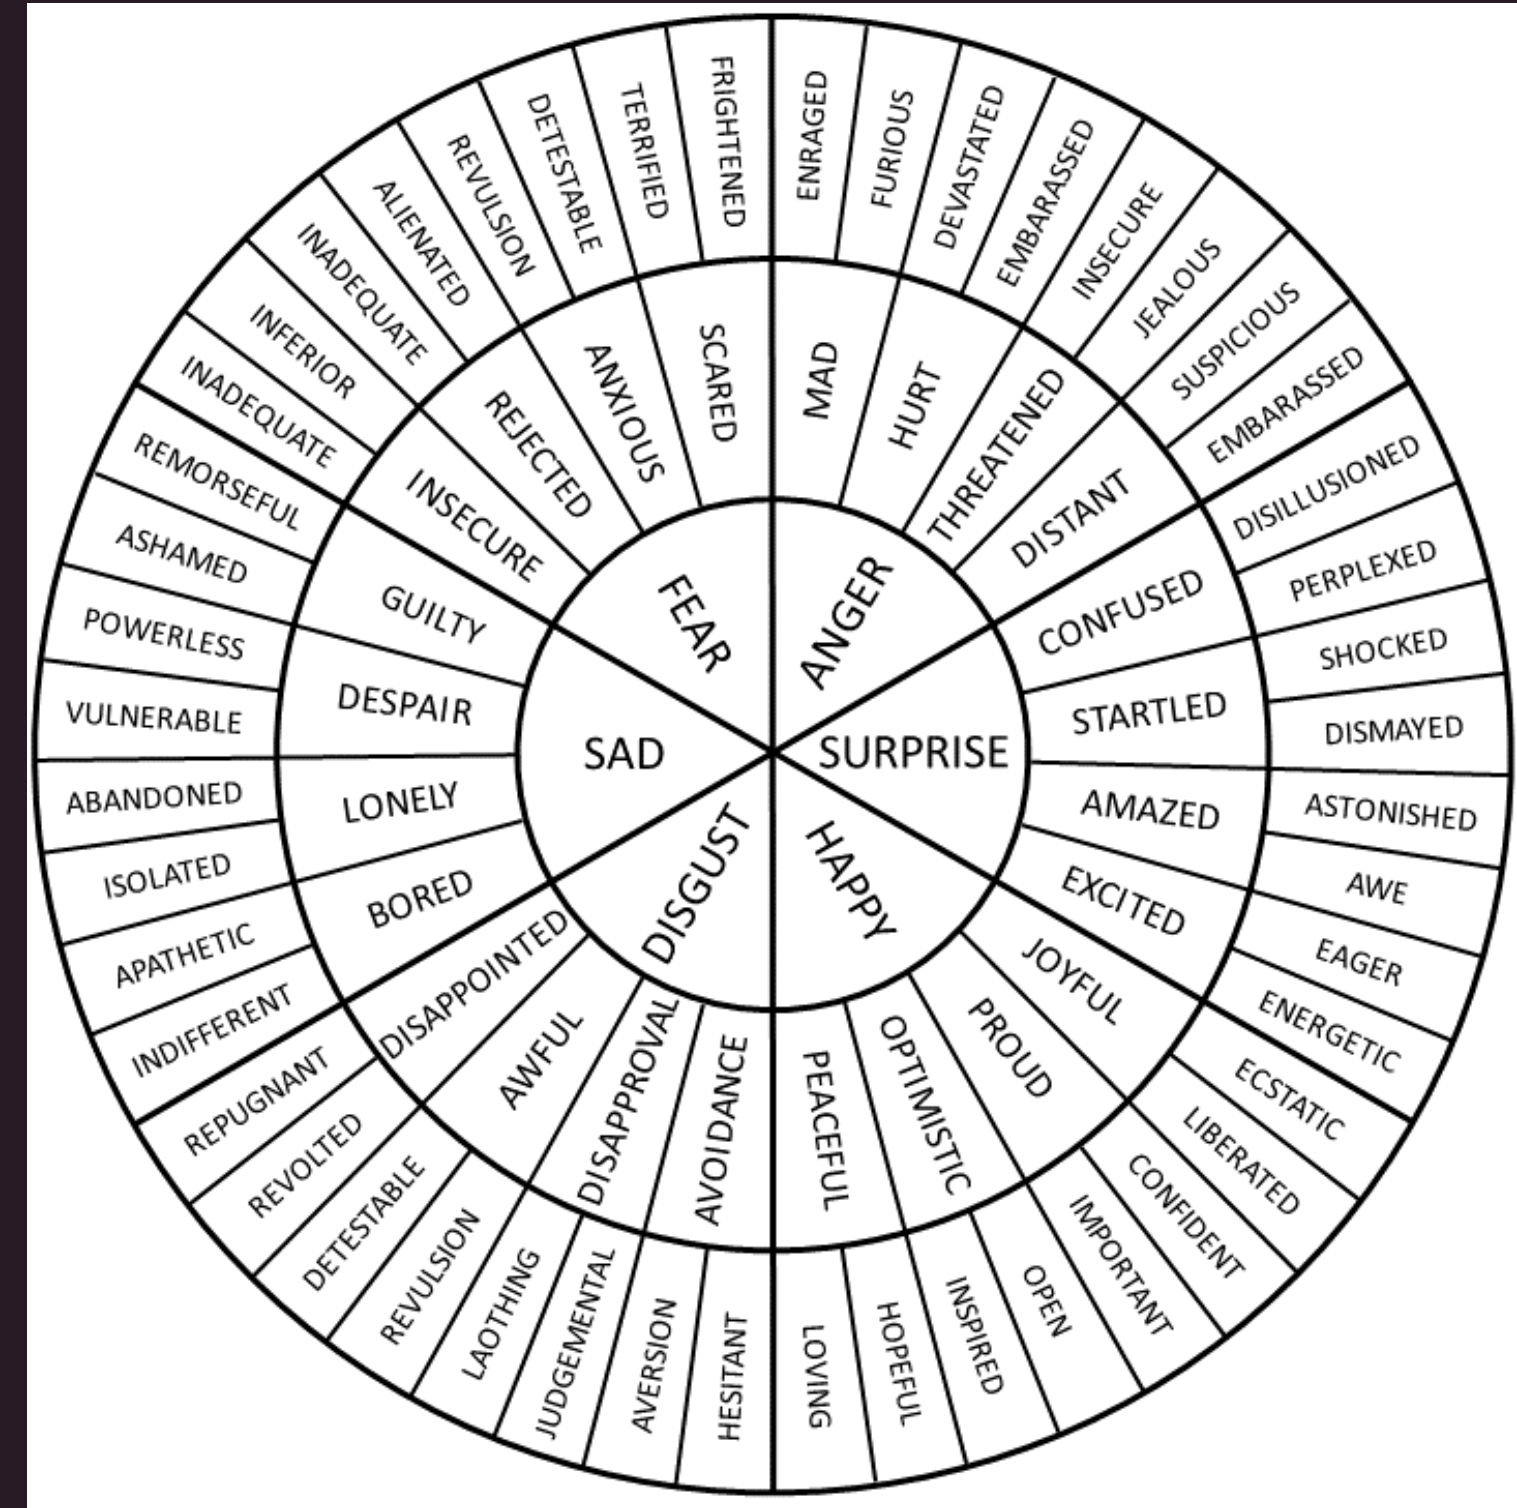 FEAR
ANGER
SURPRISE
HAPPY
DISGUST
SAD
MAD
HURT
THREATENED
DISTANT
CONFUSED
STARTLED
AMAZED
EXCITED
JOYFUL
PROUD
OPTIMISTIC
PEACEFUL
AVOIDANCE
DISAPPROVAL
AWFUL
DISAPPOINTED
BORED
LONELY
DESPAIR
GUILTY
INSECURE
REJECTED
ANXIOUS
SCARED
ENRAGED
FURIOUS
DEVASTATED
EMBARASSED
INSECURE
JEALOUS
SUSPICIOUS
EMBARASSED
DISILLUSIONED
PERPLEXED
SHOCKED
DISMAYED
ASTONISHED
AWE
EAGER
ENERGETIC
ECSTATIC
LIBERATED
CONFIDENT
IMPORTANT
OPEN
INSPIRED
HOPEFUL
LOVING
HESITANT
AVERSION
JUDGEMENTAL
LAOTHING
REVULSION
DETESTABLE
REVOLTED
REPUGNANT
INDIFFERENT
APATHETIC
ISOLATED
ABANDONED
VULNERABLE
POWERLESS
ASHAMED
REMORSEFUL
INADEQUATE
INFERIOR
INADEQUATE
ALIENATED
REVULSION
DETESTABLE
TERRIFIED
FRIGHTENED